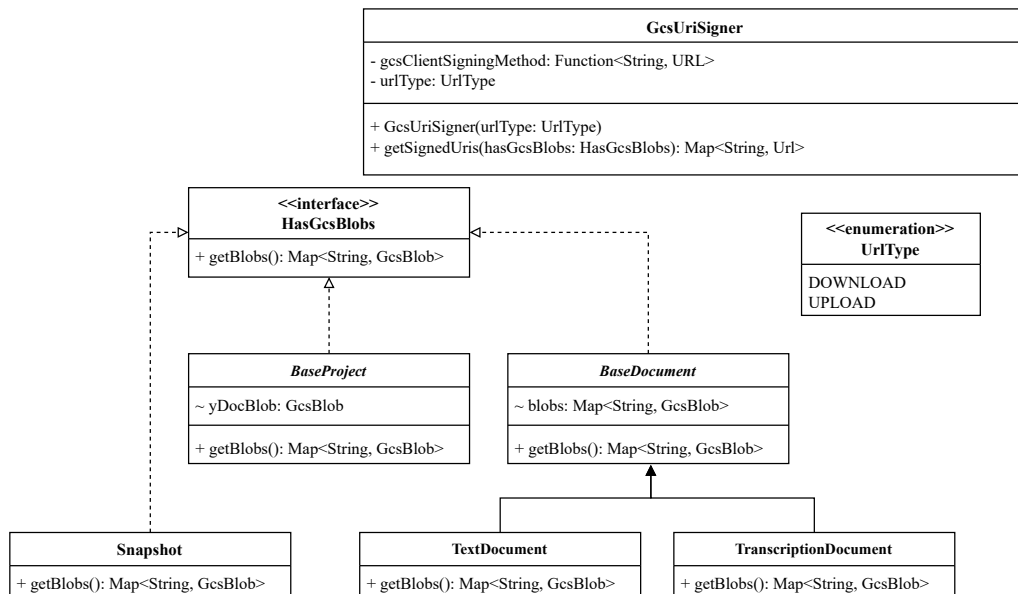 GcsUriSigner
- gcsClientSigningMethod: Function<String, URL>
- urlType: UrlType
+ GcsUriSigner(urlType: UrlType)
+ getSignedUris(hasGcsBlobs: HasGcsBlobs): Map<String, Url>
<<interface>>
HasGcsBlobs
+ getBlobs(): Map<String, GcsBlob>
<<enumeration>>
UrlType
DOWNLOAD
UPLOAD
BaseProject
~ yDocBlob: GcsBlob
+ getBlobs(): Map<String, GcsBlob>
BaseDocument
~ blobs: Map<String, GcsBlob>
+ getBlobs(): Map<String, GcsBlob>
Snapshot
+ getBlobs(): Map<String, GcsBlob>
TextDocument
+ getBlobs(): Map<String, GcsBlob>
TranscriptionDocument
+ getBlobs(): Map<String, GcsBlob>